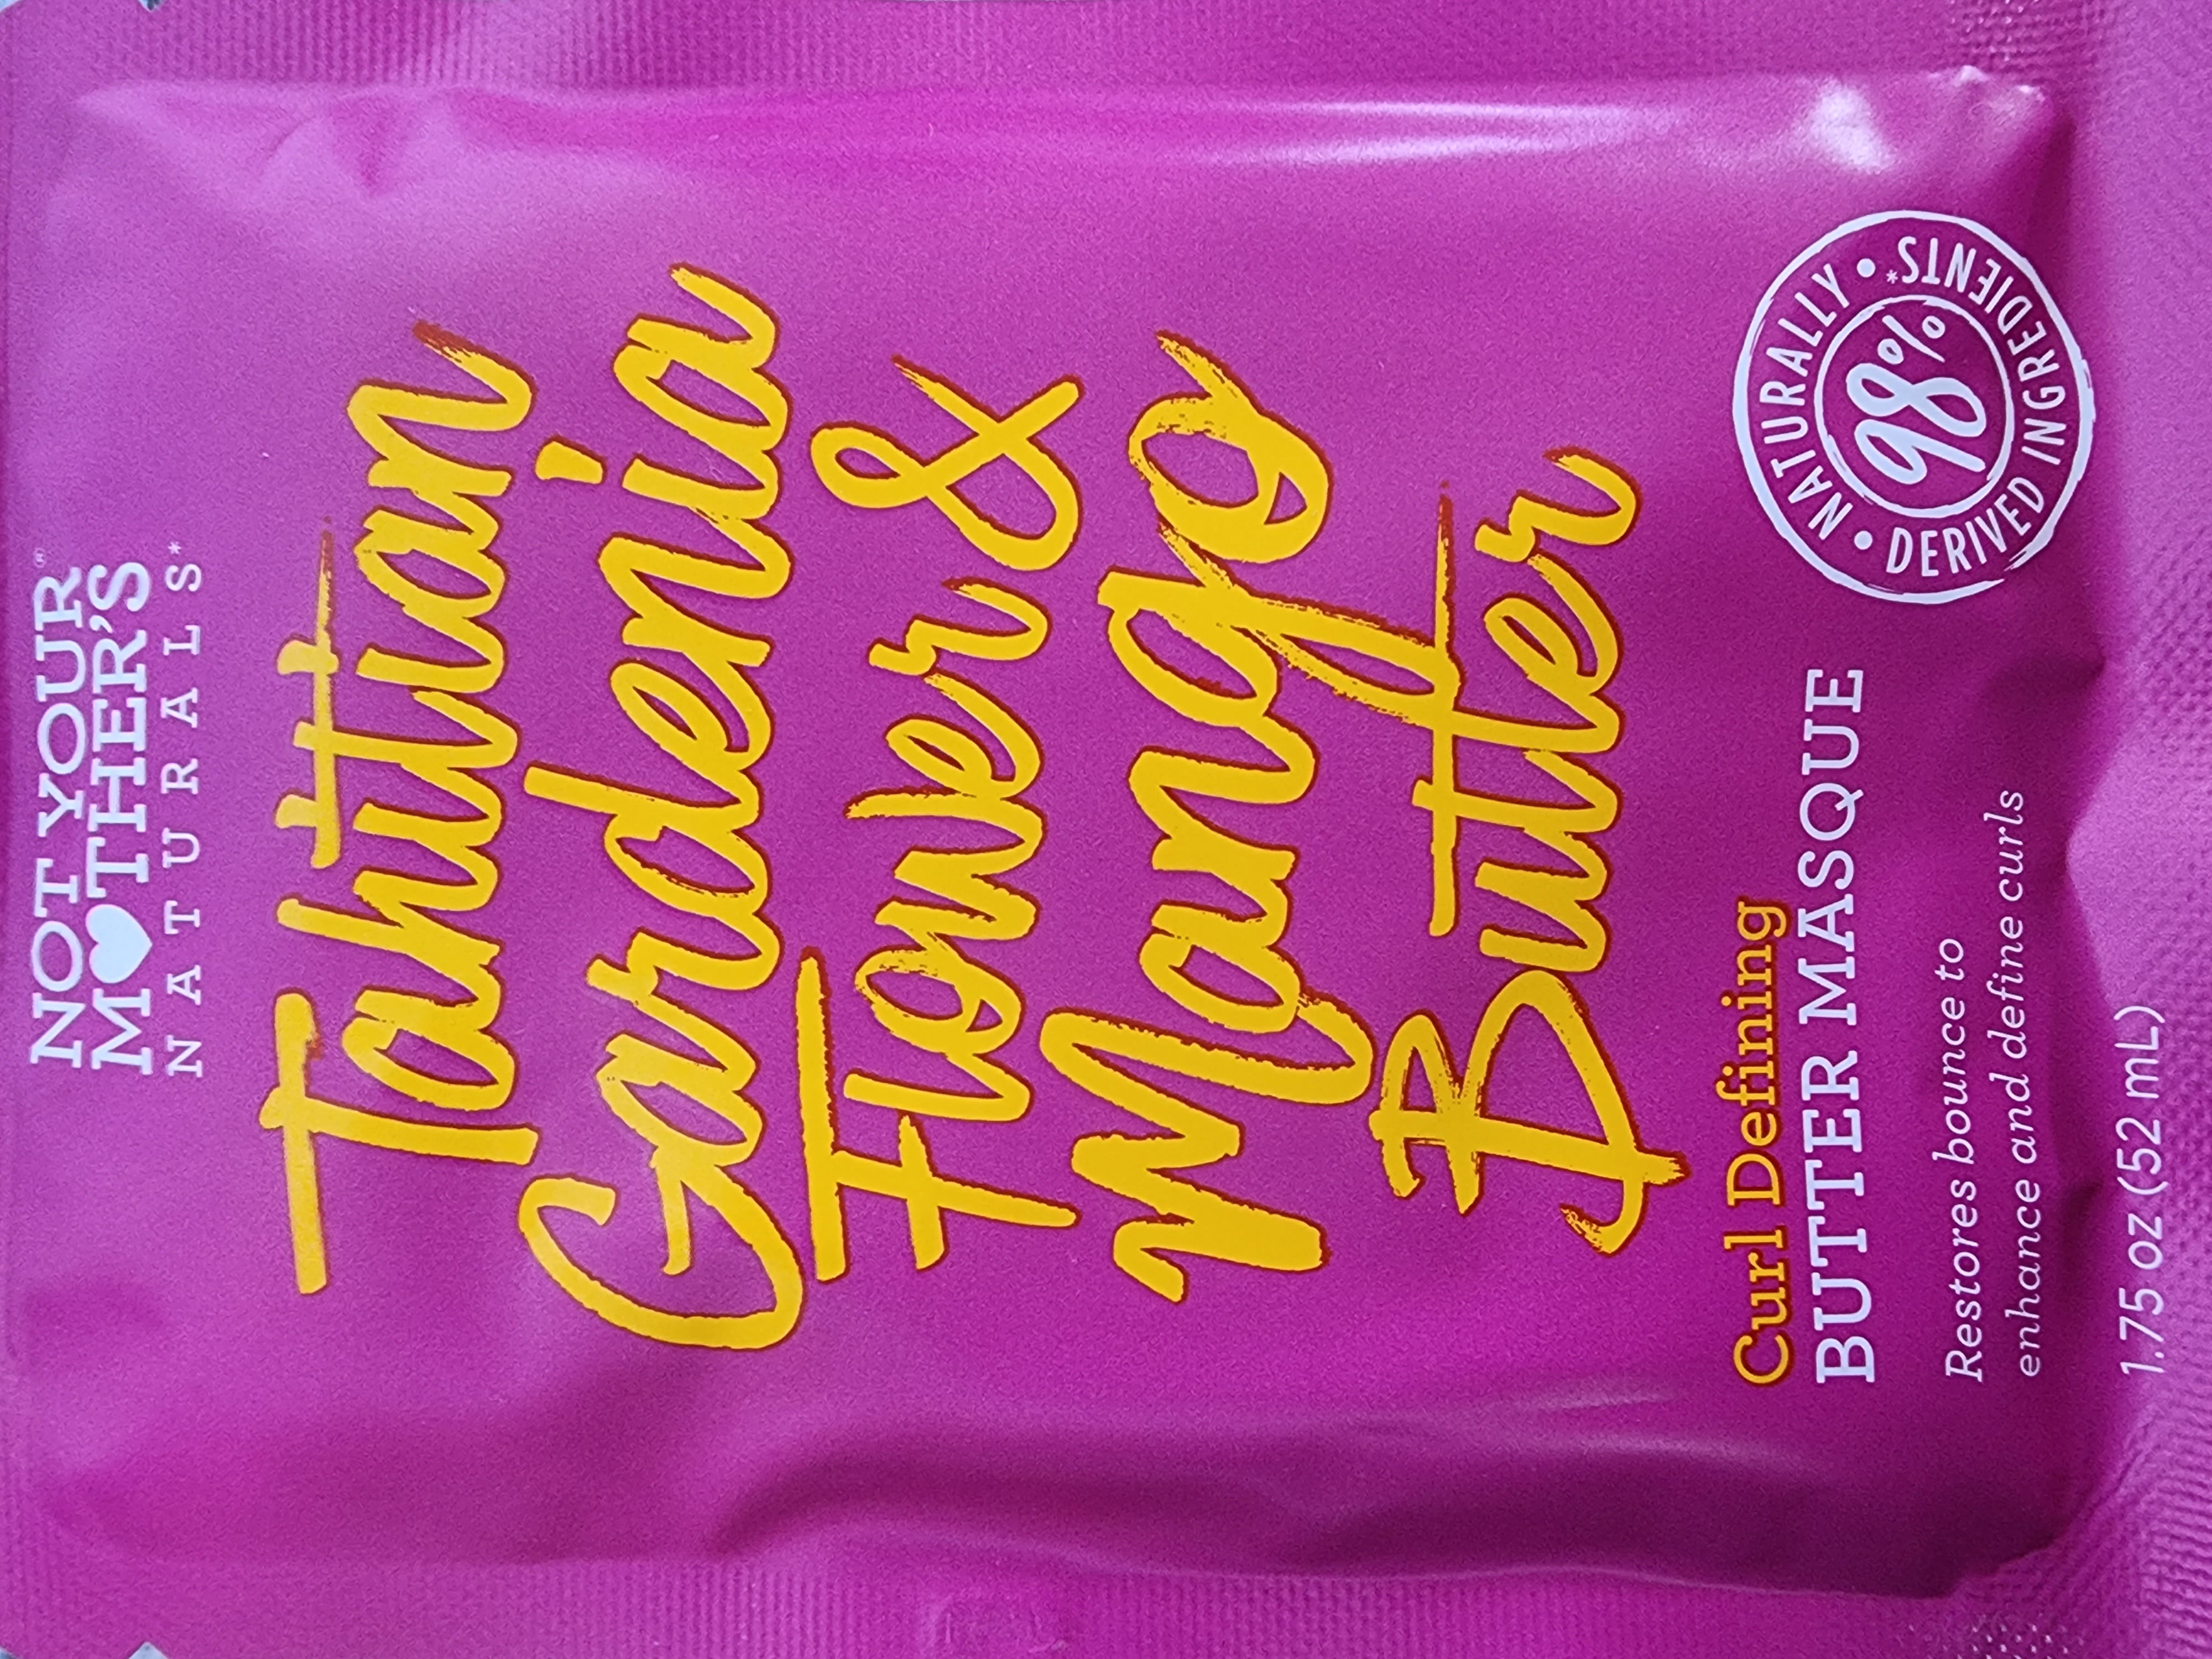 NOT YOUR®
M♥THER'S
NATURALS*
Tahitian
Gardenia
Flower &
Mango
Butter
Curl Defining
BUTTER MASQUE
Restores bounce to
enhance and define curls
• NATURALLY •
DERIVED INGREDIENTS*
98%
1.75 oz (52 mL)